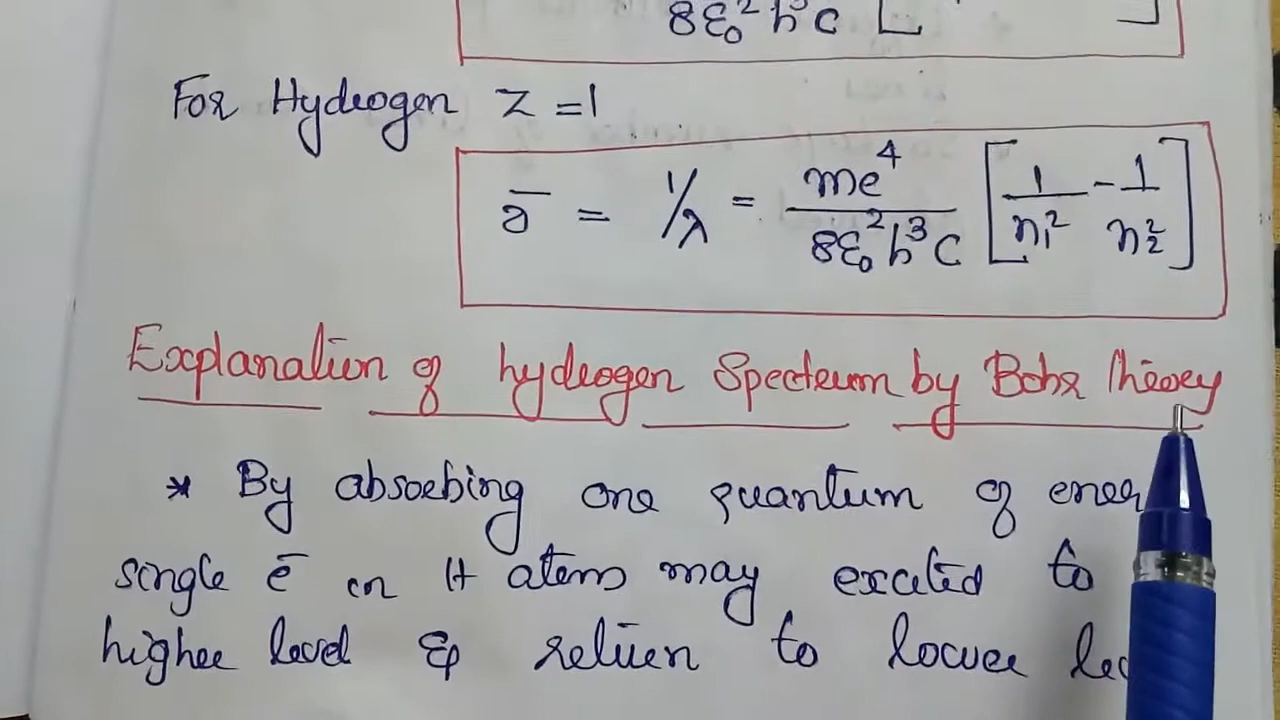 8ε₀²h³c [ ]
For Hydrogen Z = 1
ν̄ = 1/λ = me⁴/8ε₀²h³c [1/n₁² - 1/n₂²]
Explanation of hydrogen Spectrum by Bohr Theory
* By absorbing one quantum of ener
single e⁻ in H atom may excited to
higher level & return to lower le